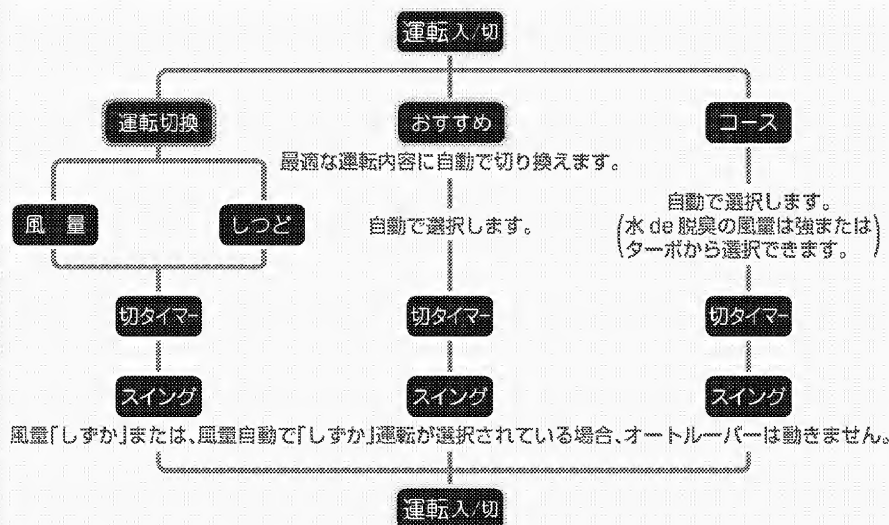 運転入/切
運転切換
おすすめ
コース
最適な運転内容に自動で切り換えます。
風量
しつど
自動で選択します。
自動で選択します。
(水de脱臭の風量は強または
ターボから選択できます。)
切タイマー
切タイマー
切タイマー
スイング
スイング
スイング
風量「しずか」または、風量自動で「しずか」運転が選択されている場合、オートルーバーは動きません。
運転入/切